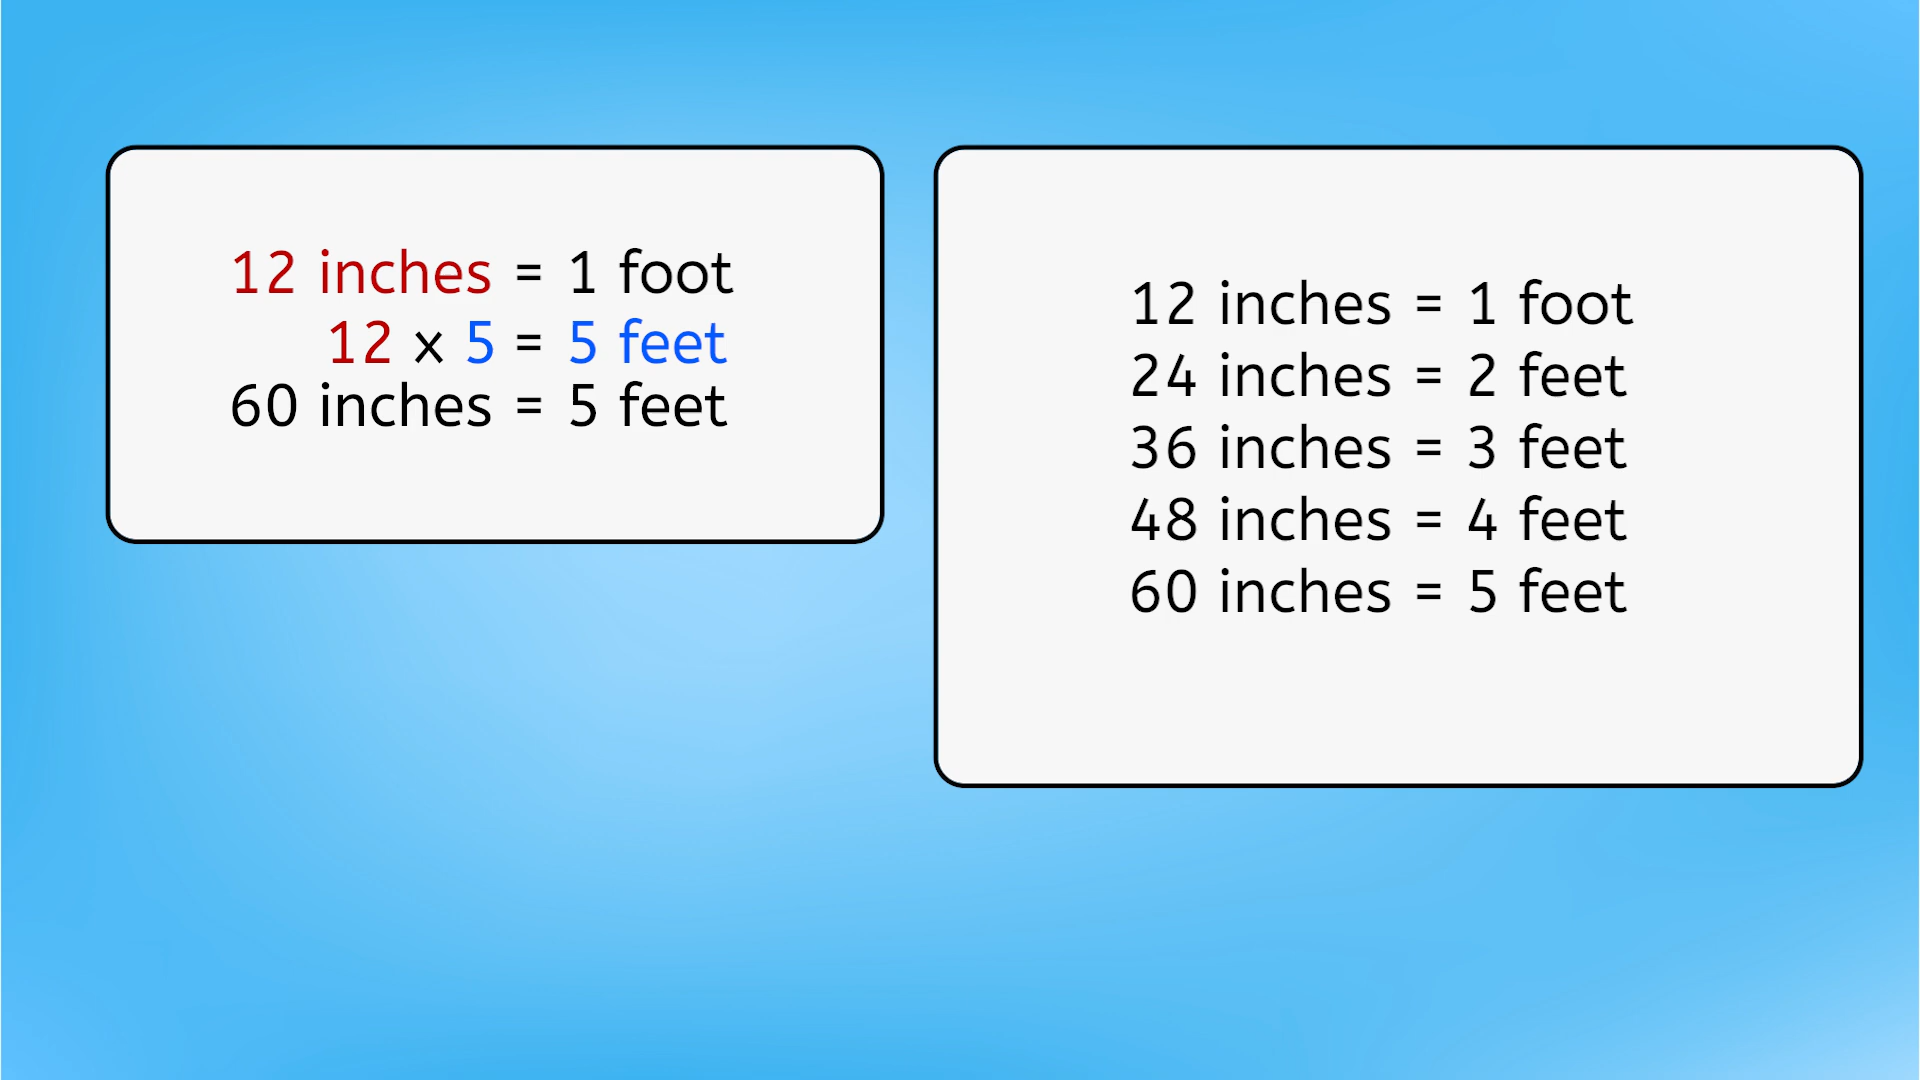 12 inches = 1 foot
12 x 5 = 5 feet
60 inches = 5 feet
12 inches = 1 foot
24 inches = 2 feet
36 inches = 3 feet
48 inches = 4 feet
60 inches = 5 feet